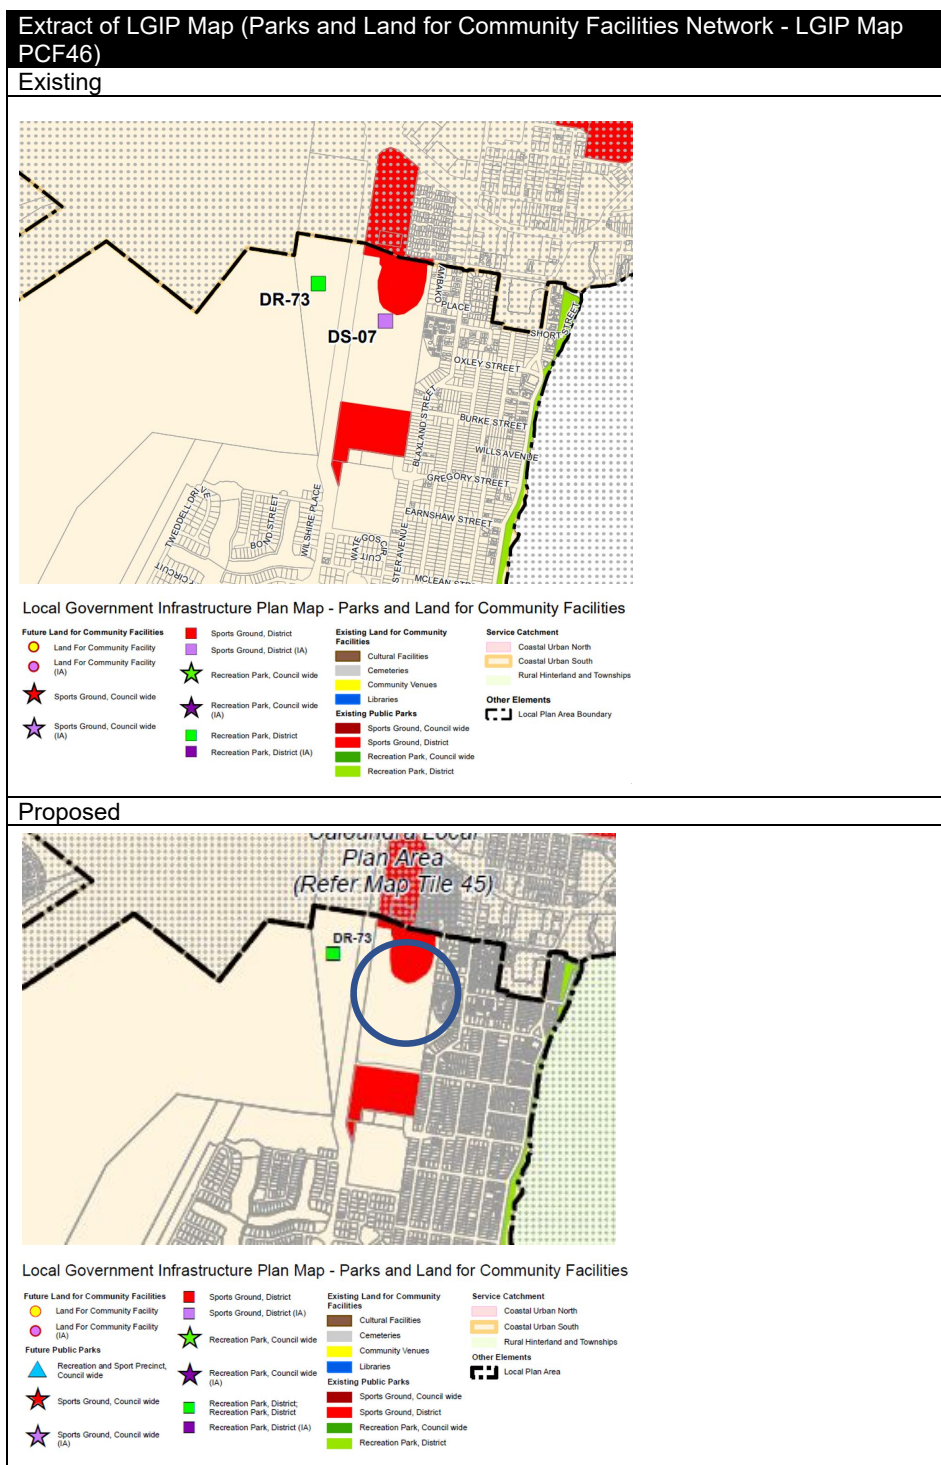 Extract of LGIP Map (Parks and Land for Community Facilities Network - LGIP Map
PCF46)
Existing
DR-73
DS-07
PLACE
SHORT STREET
OXLEY STREET
BLAXLAND STREET
BURKE STREET
WILLS AVENUE
GREGORY STREET
EARNSHAW STREET
TWEDDELL DRIVE
BOND STREET
WILSHIRE PLACE
Local Government Infrastructure Plan Map - Parks and Land for Community Facilities
Future Land for Community Facilities
Land For Community Facility
Land For Community Facility
(IA)
Sports Ground, Council wide
Sports Ground, Council wide
(IA)
Sports Ground, District
Sports Ground, District (IA)
Recreation Park, Council wide
Recreation Park, Council wide
(IA)
Recreation Park, District
Recreation Park, District (IA)
Existing Land for Community
Facilities
Cultural Facilities
Cemeteries
Community Venues
Libraries
Existing Public Parks
Sports Ground, Council wide
Sports Ground, District
Recreation Park, Council wide
Recreation Park, District
Service Catchment
Coastal Urban North
Coastal Urban South
Rural Hinterland and Townships
Other Elements
Local Plan Area Boundary
Proposed
Caloundra Local
Plan Area
(Refer Map Tile 45)
DR-73
Local Government Infrastructure Plan Map - Parks and Land for Community Facilities
Future Land for Community Facilities
Land For Community Facility
Land For Community Facility
(IA)
Future Public Parks
Recreation and Sport Precinct,
Council wide
Sports Ground, Council wide
Sports Ground, Council wide
(IA)
Sports Ground, District
Sports Ground, District (IA)
Recreation Park, Council wide
Recreation Park, Council wide
(IA)
Recreation Park, District;
Recreation Park, District
Recreation Park, District (IA)
Existing Land for Community
Facilities
Cultural Facilities
Cemeteries
Community Venues
Libraries
Existing Public Parks
Sports Ground, Council wide
Sports Ground, District
Recreation Park, Council wide
Recreation Park, District
Service Catchment
Coastal Urban North
Coastal Urban South
Rural Hinterland and Townships
Other Elements
Local Plan Area